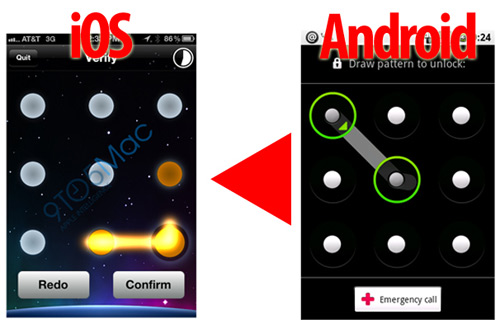 iOS
AT&T 3G
86%
Quit
Verify
9TO5Mac
Redo
Confirm
Android
:24
Draw pattern to unlock:
Emergency call